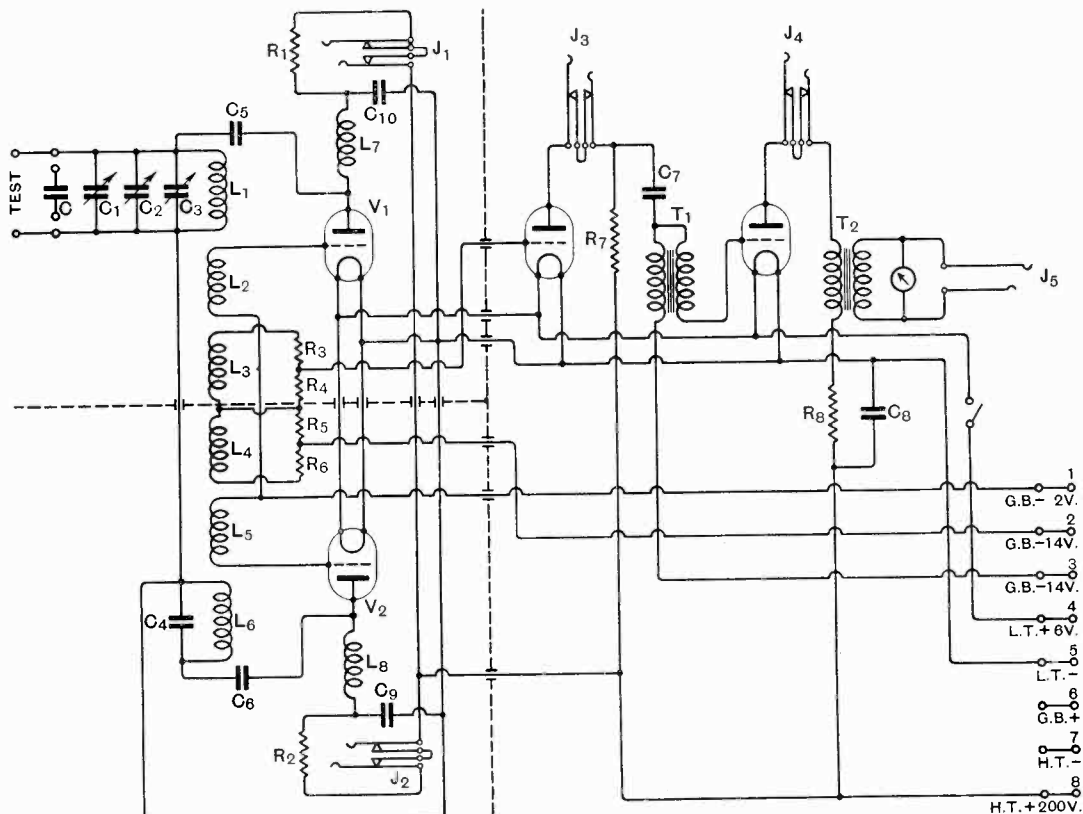 R1
J1
J3
J4
C5
C10
L7
C7
TEST
C
C1
C2
C3
L1
V1
T1
R7
T2
L2
J5
R3
L3
R4
R5
R8
C8
L4
R6
1
G.B.- 2V.
L5
2
G.B.-14V.
3
G.B.-14V.
V2
4
L.T.+6V.
C4
L6
5
L.T.-
L8
C6
C9
6
G.B.+
R2
J2
7
H.T.-
8
H.T.+200V.